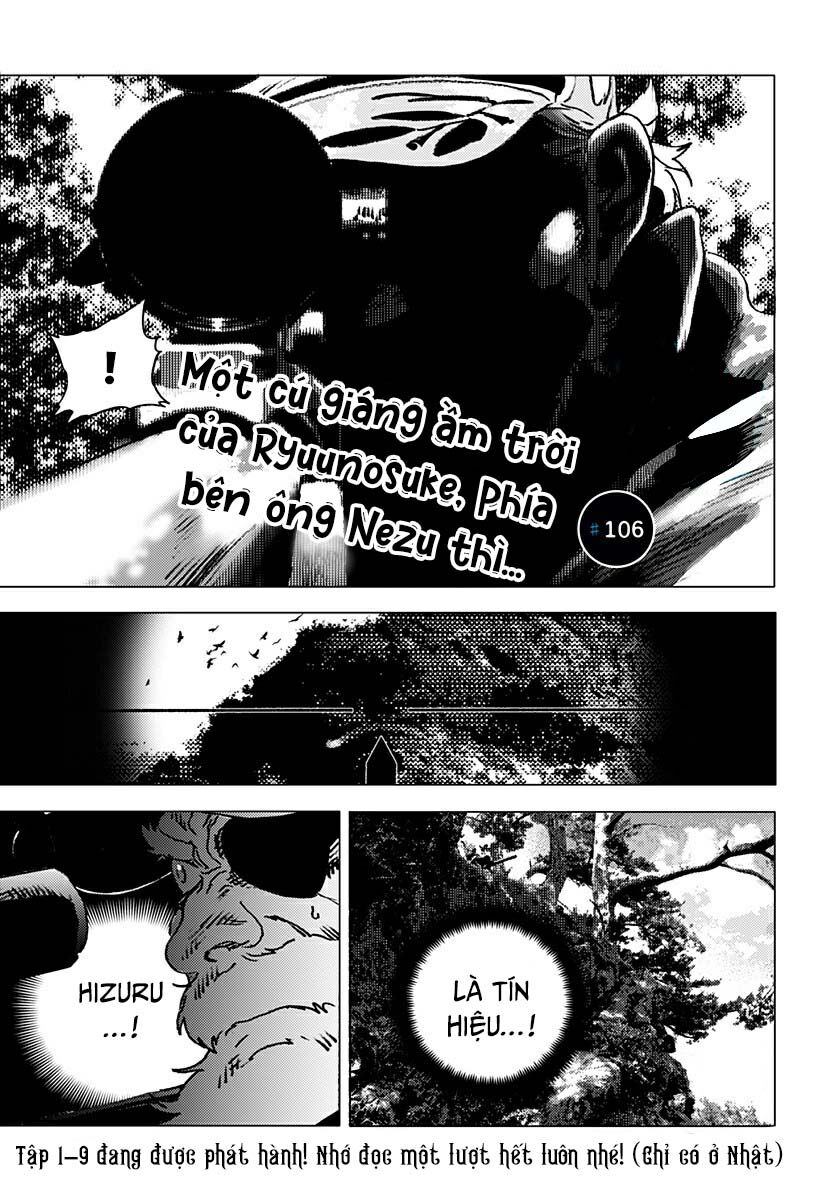 !
Một cú giáng ầm trời
của Ryuunosuke, Phía
bên ông Nezu thì...
#106
LÀ TÍN
HIỆU...!
HIZURU
...!
Tập 1-9 đang được phát hành! Nhớ đọc một lượt hết luôn nhé! (Chỉ có ở Nhật)